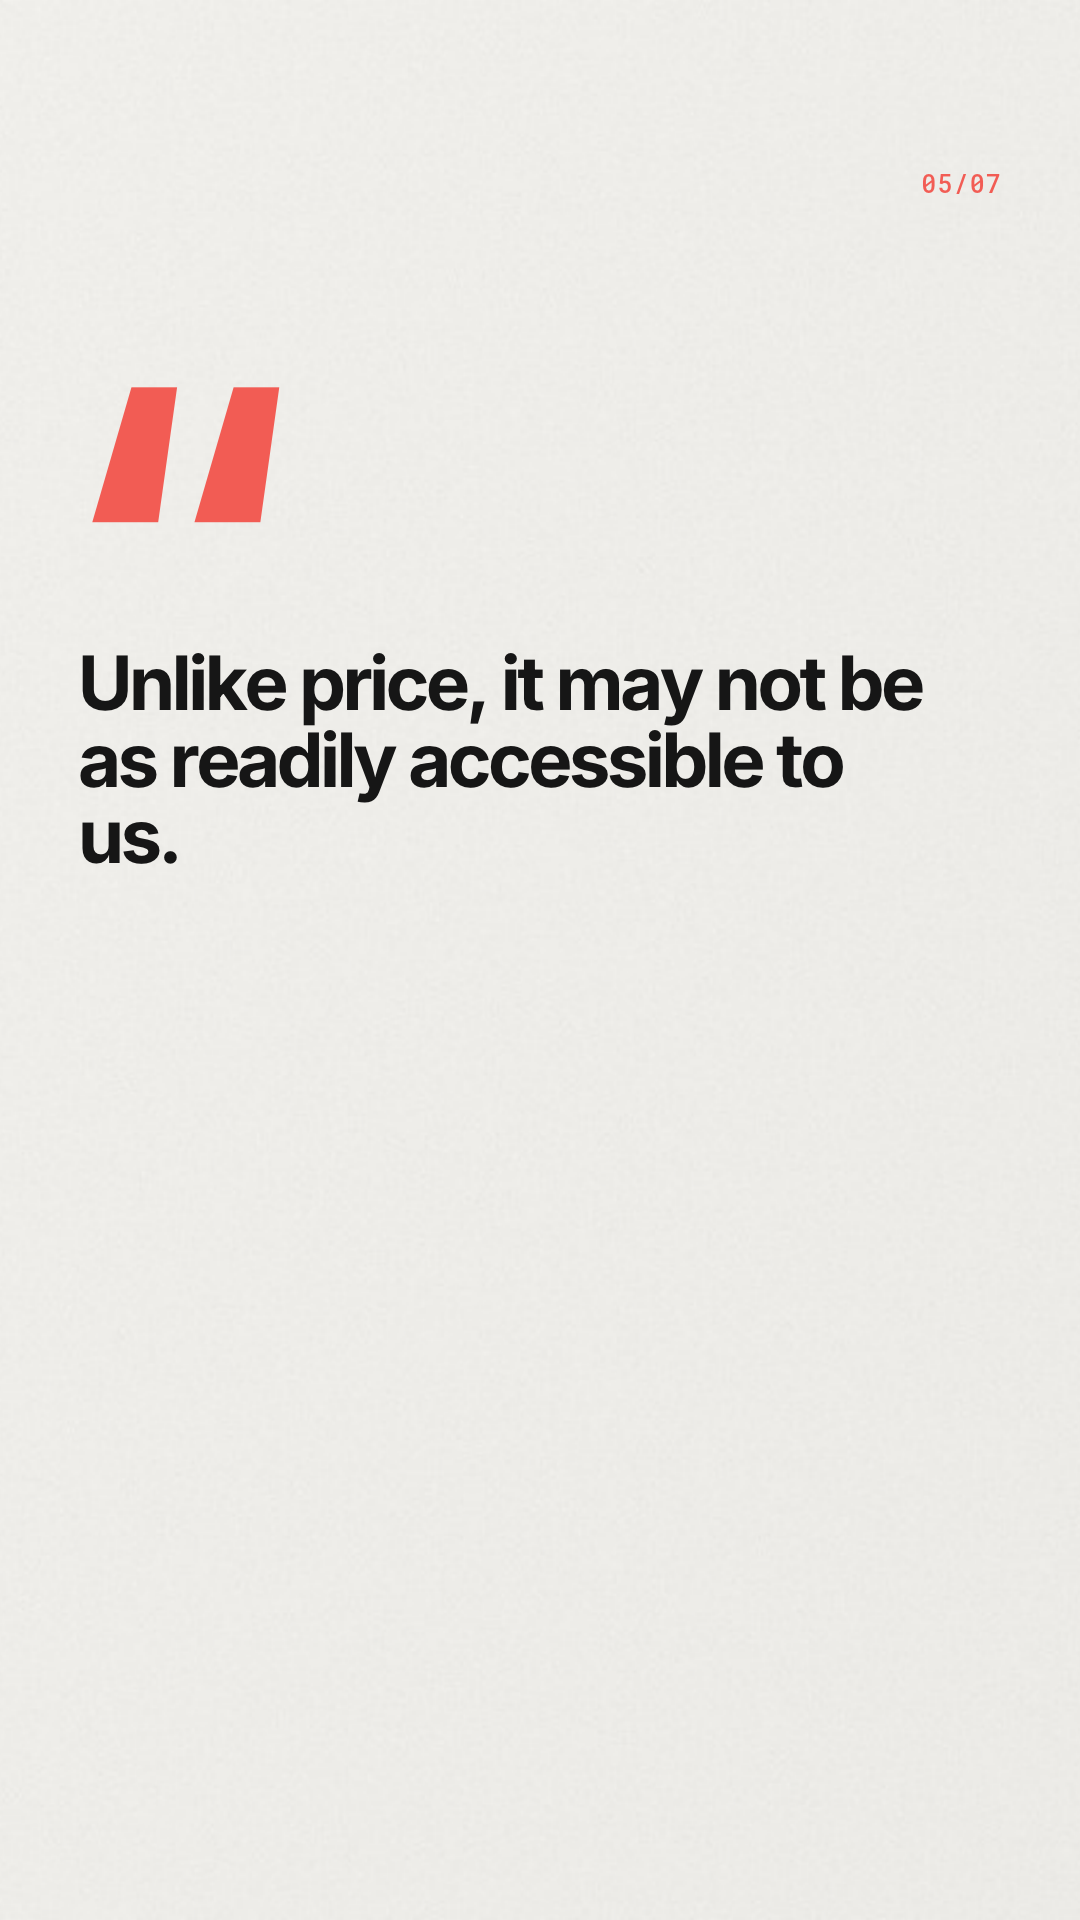 05/07
"
Unlike price, it may not be
as readily accessible to
us.